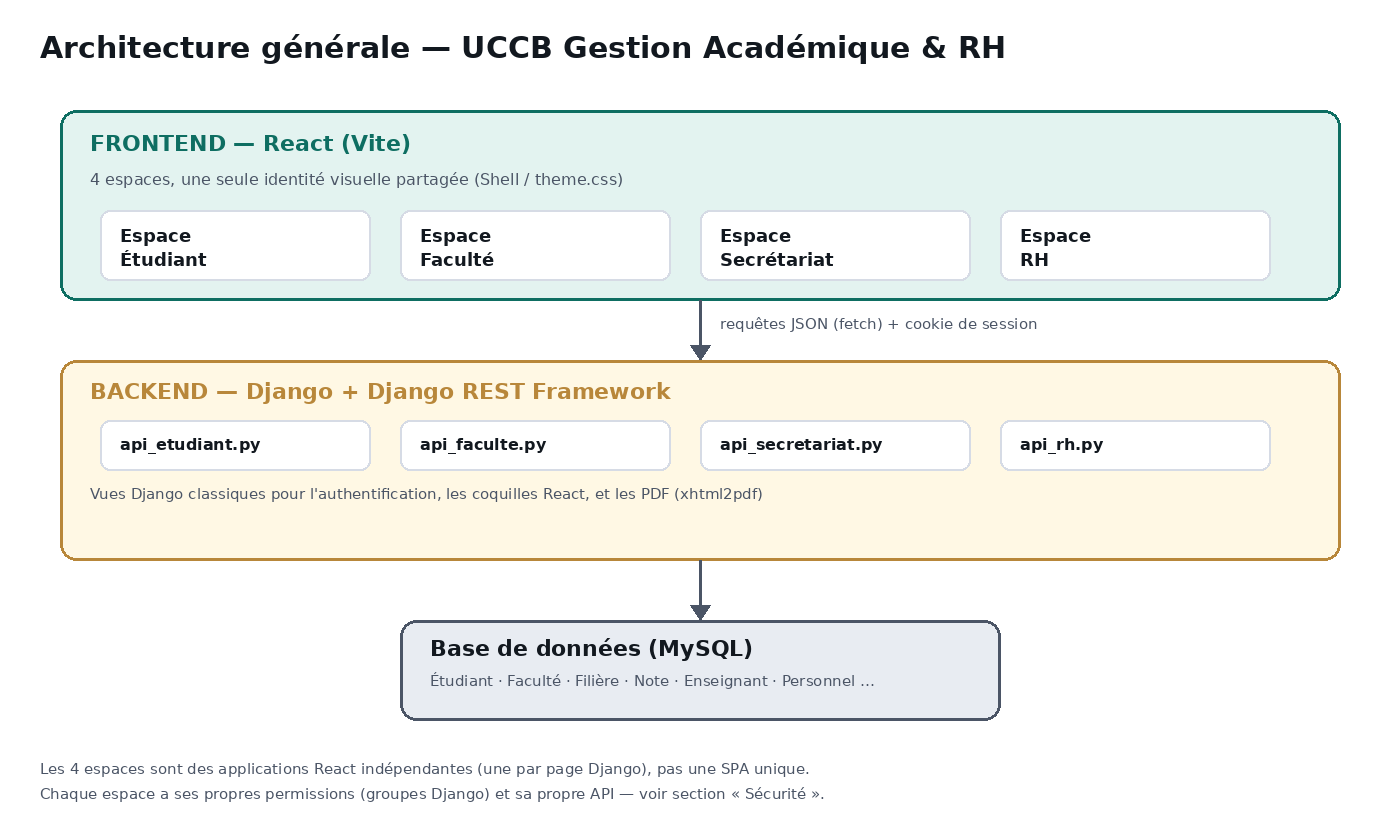 Architecture générale — UCCB Gestion Académique & RH
FRONTEND — React (Vite)
4 espaces, une seule identité visuelle partagée (Shell / theme.css)
Espace
Étudiant
Espace
Faculté
Espace
Secrétariat
Espace
RH
requêtes JSON (fetch) + cookie de session
BACKEND — Django + Django REST Framework
api_etudiant.py
api_faculte.py
api_secretariat.py
api_rh.py
Vues Django classiques pour l'authentification, les coquilles React, et les PDF (xhtml2pdf)
Base de données (MySQL)
Étudiant · Faculté · Filière · Note · Enseignant · Personnel ...
Les 4 espaces sont des applications React indépendantes (une par page Django), pas une SPA unique.
Chaque espace a ses propres permissions (groupes Django) et sa propre API — voir section « Sécurité ».